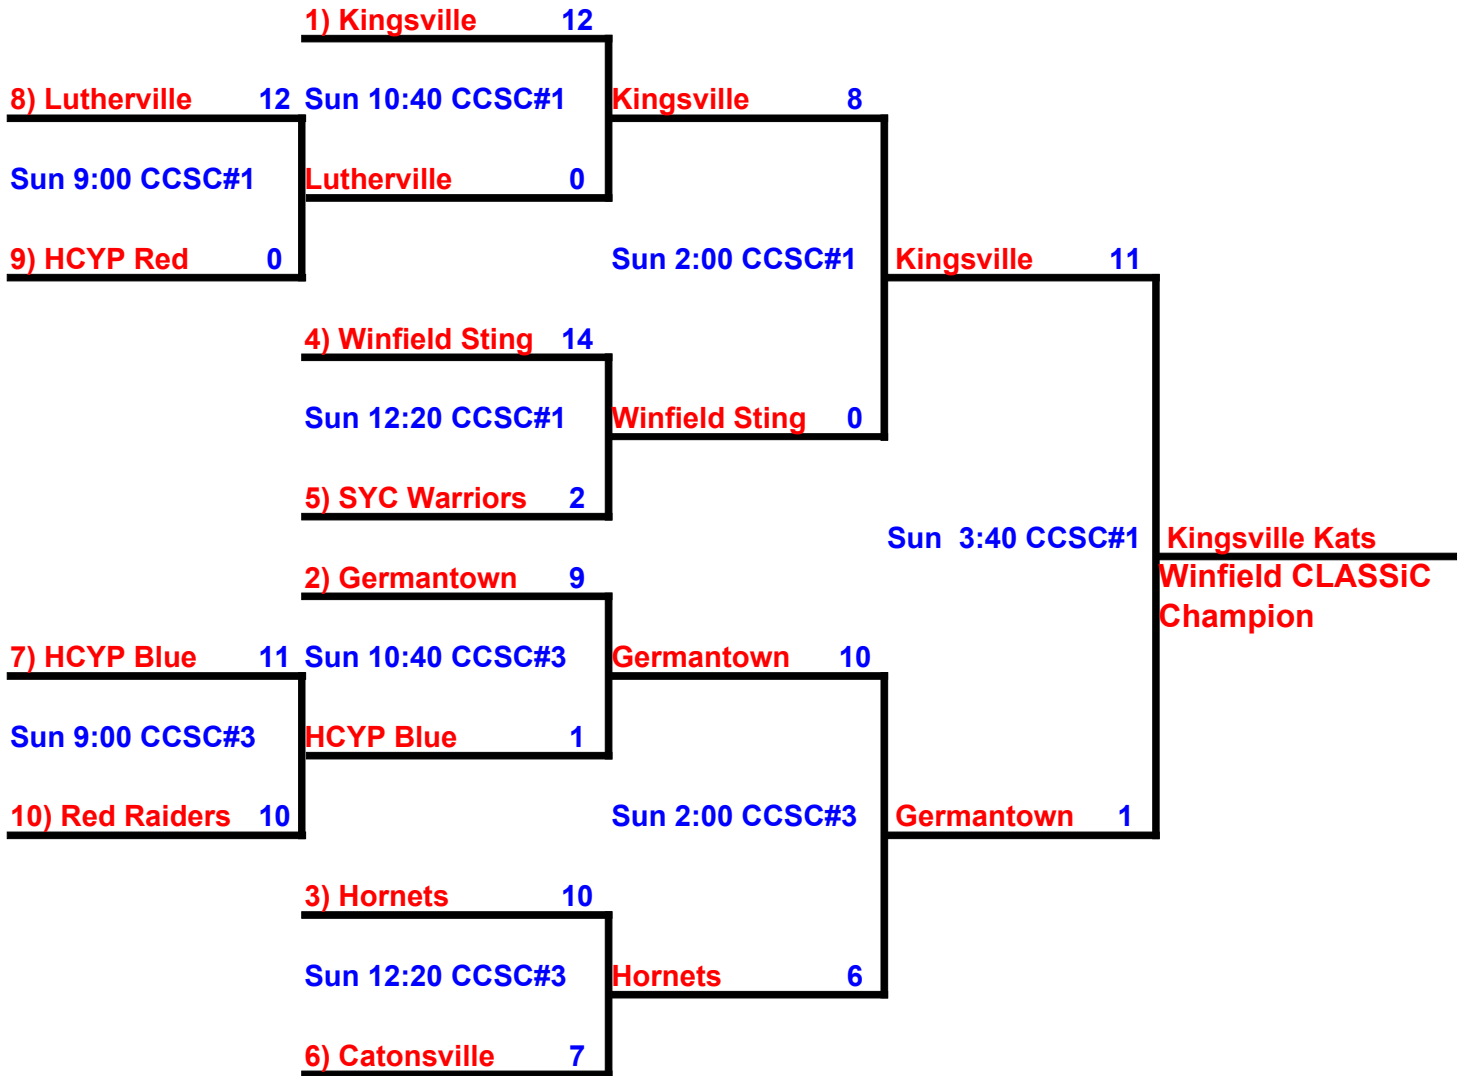 1) Kingsville 12
8) Lutherville 12 Sun 10:40 CCSC#1 Kingsville 8
Sun 9:00 CCSC#1 Lutherville 0
9) HCYP Red 0 Sun 2:00 CCSC#1 Kingsville 11
4) Winfield Sting 14
Sun 12:20 CCSC#1 Winfield Sting 0
5) SYC Warriors 2
Sun 3:40 CCSC#1 Kingsville Kats
2) Germantown 9 Winfield CLASSiC
Champion
7) HCYP Blue 11 Sun 10:40 CCSC#3 Germantown 10
Sun 9:00 CCSC#3 HCYP Blue 1
10) Red Raiders 10 Sun 2:00 CCSC#3 Germantown 1
3) Hornets 10
Sun 12:20 CCSC#3 Hornets 6
6) Catonsville 7